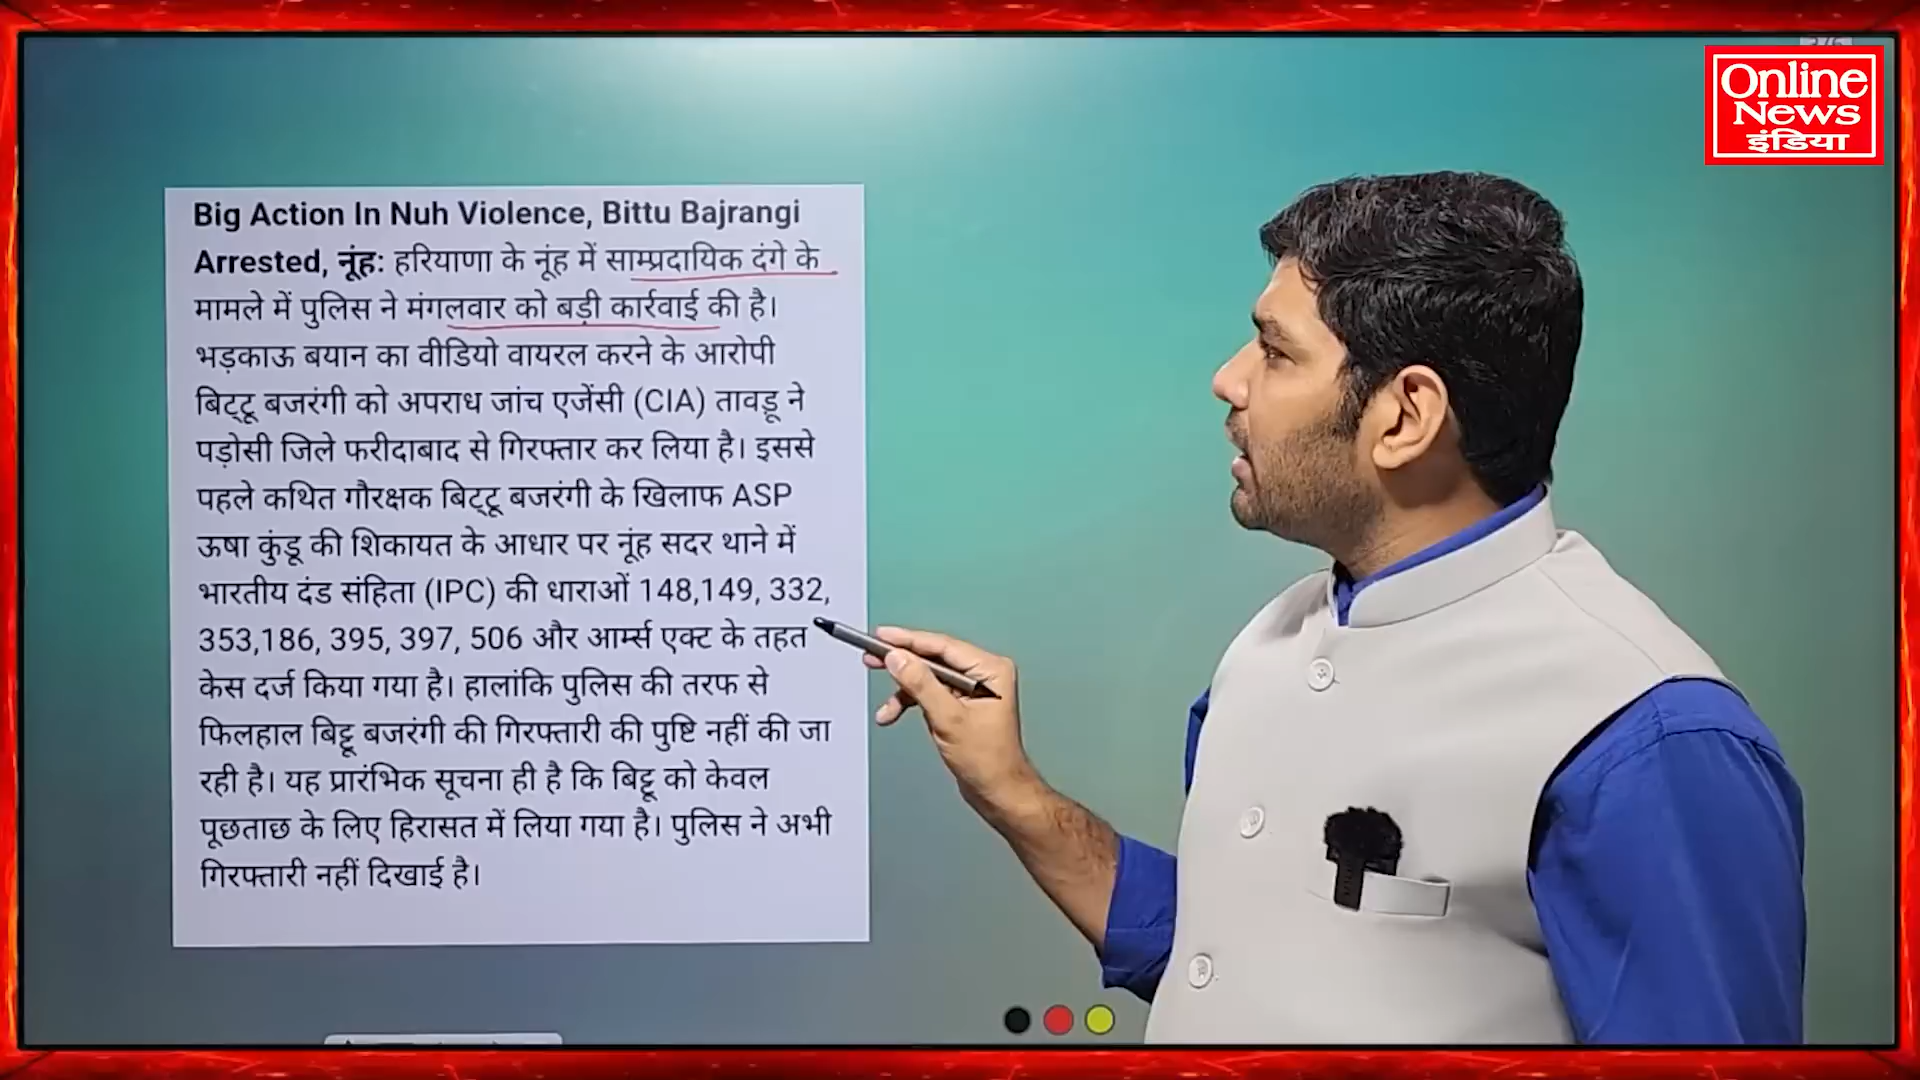 Online
News
इंडिया
Big Action In Nuh Violence, Bittu Bajrangi
Arrested, नूंह: हरियाणा के नूंह में साम्प्रदायिक दंगे के
मामले में पुलिस ने मंगलवार को बड़ी कार्रवाई की है।
भड़काऊ बयान का वीडियो वायरल करने के आरोपी
बिट्‌टू बजरंगी को अपराध जांच एजेंसी (CIA) तावड़ू ने
पड़ोसी जिले फरीदाबाद से गिरफ्तार कर लिया है। इससे
पहले कथित गौरक्षक बिट्‌टू बजरंगी के खिलाफ ASP
ऊषा कुंडू की शिकायत के आधार पर नूंह सदर थाने में
भारतीय दंड संहिता (IPC) की धाराओं 148,149, 332,
353,186, 395, 397, 506 और आर्म्स एक्ट के तहत
केस दर्ज किया गया है। हालांकि पुलिस की तरफ से
फिलहाल बिट्टू बजरंगी की गिरफ्तारी की पुष्टि नहीं की जा
रही है। यह प्रारंभिक सूचना ही है कि बिट्टू को केवल
पूछताछ के लिए हिरासत में लिया गया है। पुलिस ने अभी
गिरफ्तारी नहीं दिखाई है।